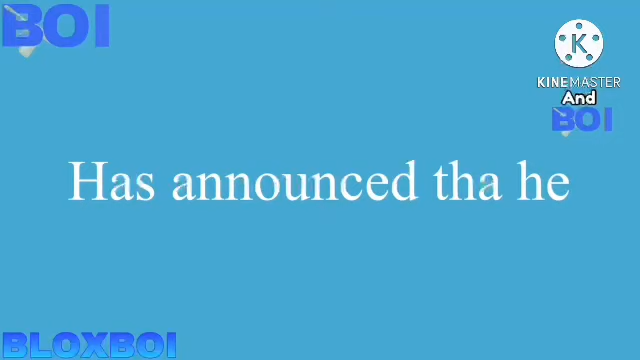 BOI
K
KINEMASTER
And
BOI
Has announced tha he
BLOXBOI